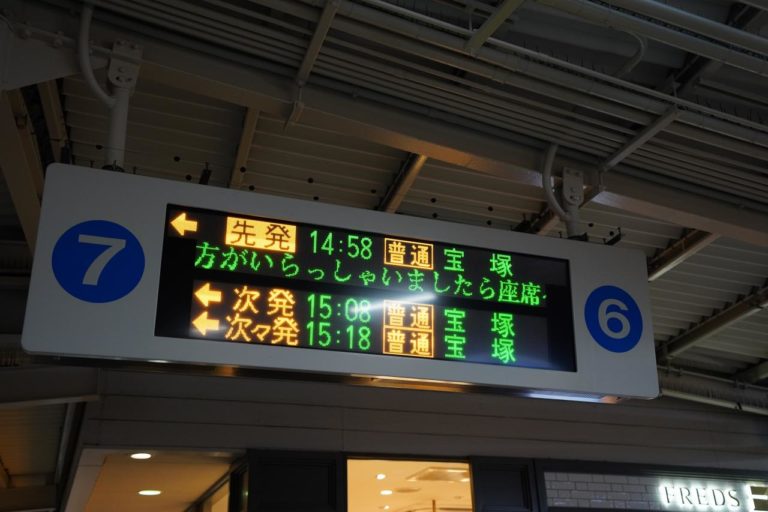 7
← 先発 14:58 普通 宝塚
方がいらっしゃいましたら座席
← 次発 15:08 普通 宝塚
← 次々発 15:18 普通 宝塚
6
FREDS